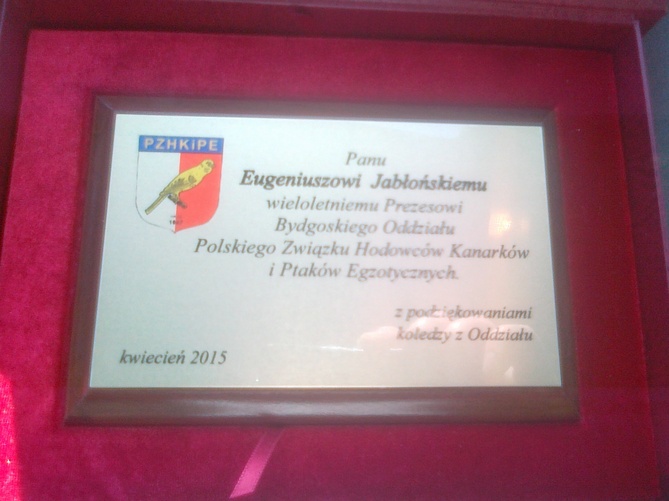 PZHKiPE
Panu
Eugeniuszowi Jabłońskiemu
wieloletniemu Prezesowi
Bydgoskiego Oddziału
Polskiego Związku Hodowców Kanarków
i Ptaków Egzotycznych.
z podziękowaniami
koledzy z Oddziału
kwiecień 2015